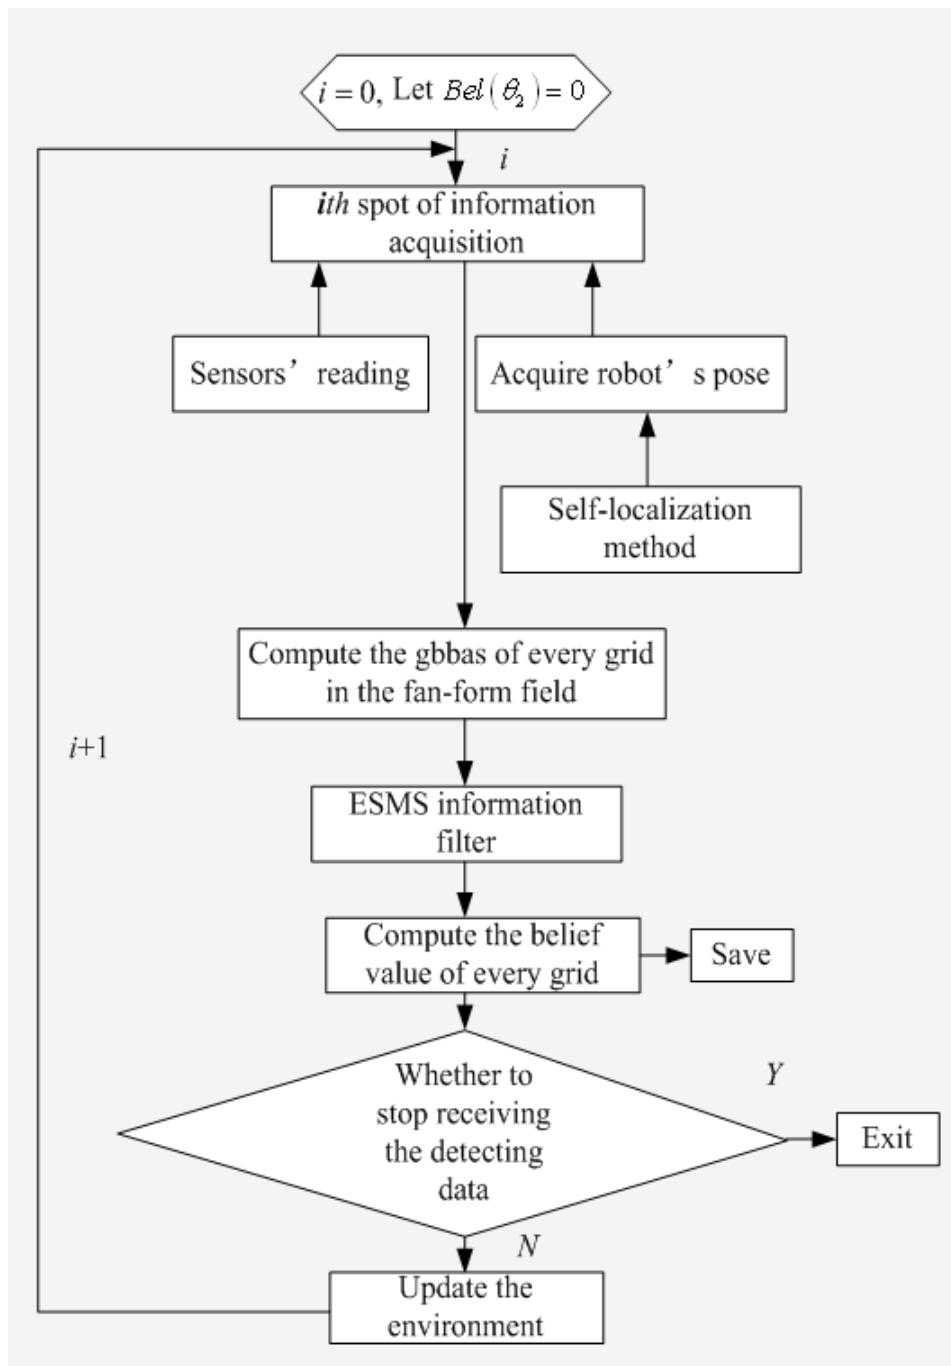 i = 0, Let Bel(θ₂) = 0
i
ith spot of information
acquisition
Sensors’ reading
Acquire robot’ s pose
Self-localization
method
Compute the gbbas of every grid
in the fan-form field
i+1
ESMS information
filter
Compute the belief
value of every grid
Save
Whether to
stop receiving
the detecting
data
Y
Exit
N
Update the
environment